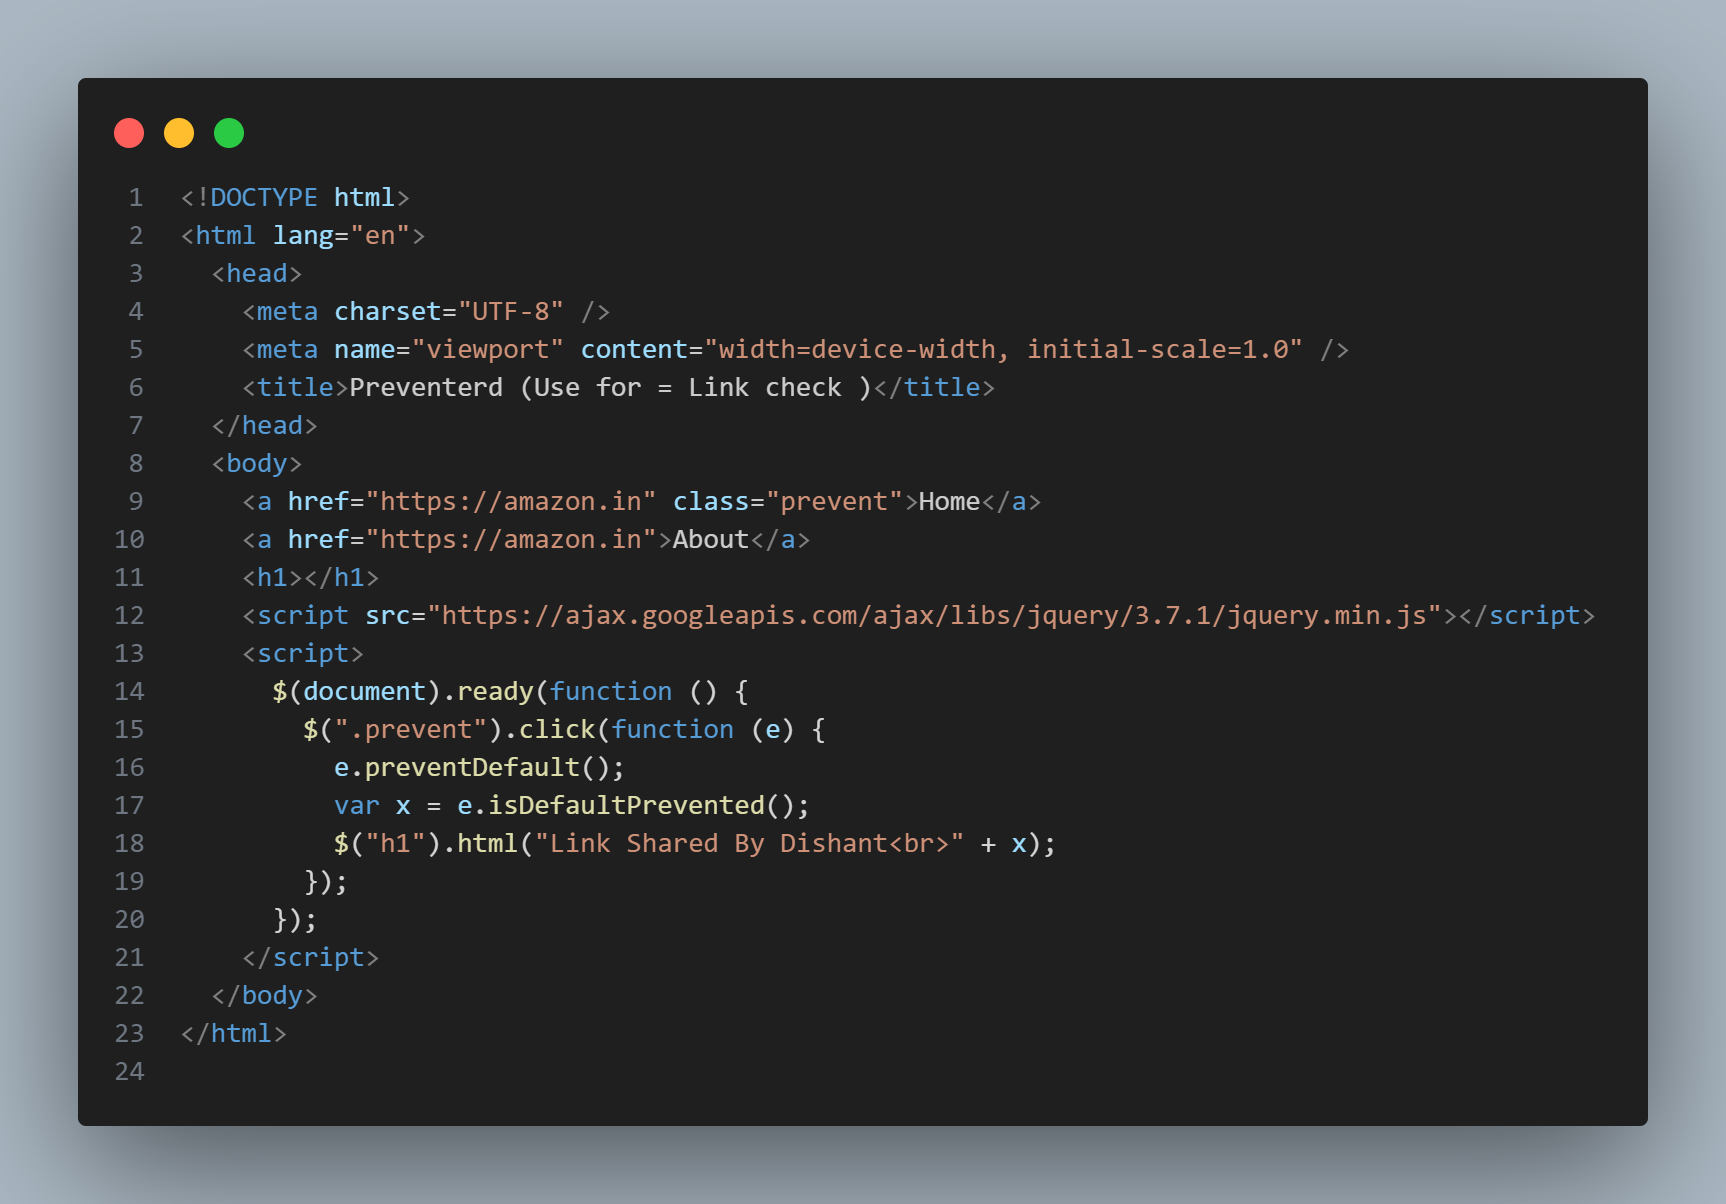 1 <!DOCTYPE html>
2 <html lang="en">
3   <head>
4     <meta charset="UTF-8" />
5     <meta name="viewport" content="width=device-width, initial-scale=1.0" />
6     <title>Preventerd (Use for = Link check )</title>
7   </head>
8   <body>
9     <a href="https://amazon.in" class="prevent">Home</a>
10     <a href="https://amazon.in">About</a>
11     <h1></h1>
12     <script src="https://ajax.googleapis.com/ajax/libs/jquery/3.7.1/jquery.min.js"></script>
13     <script>
14       $(document).ready(function () {
15         $(".prevent").click(function (e) {
16           e.preventDefault();
17           var x = e.isDefaultPrevented();
18           $("h1").html("Link Shared By Dishant<br>" + x);
19         });
20       });
21     </script>
22   </body>
23 </html>
24